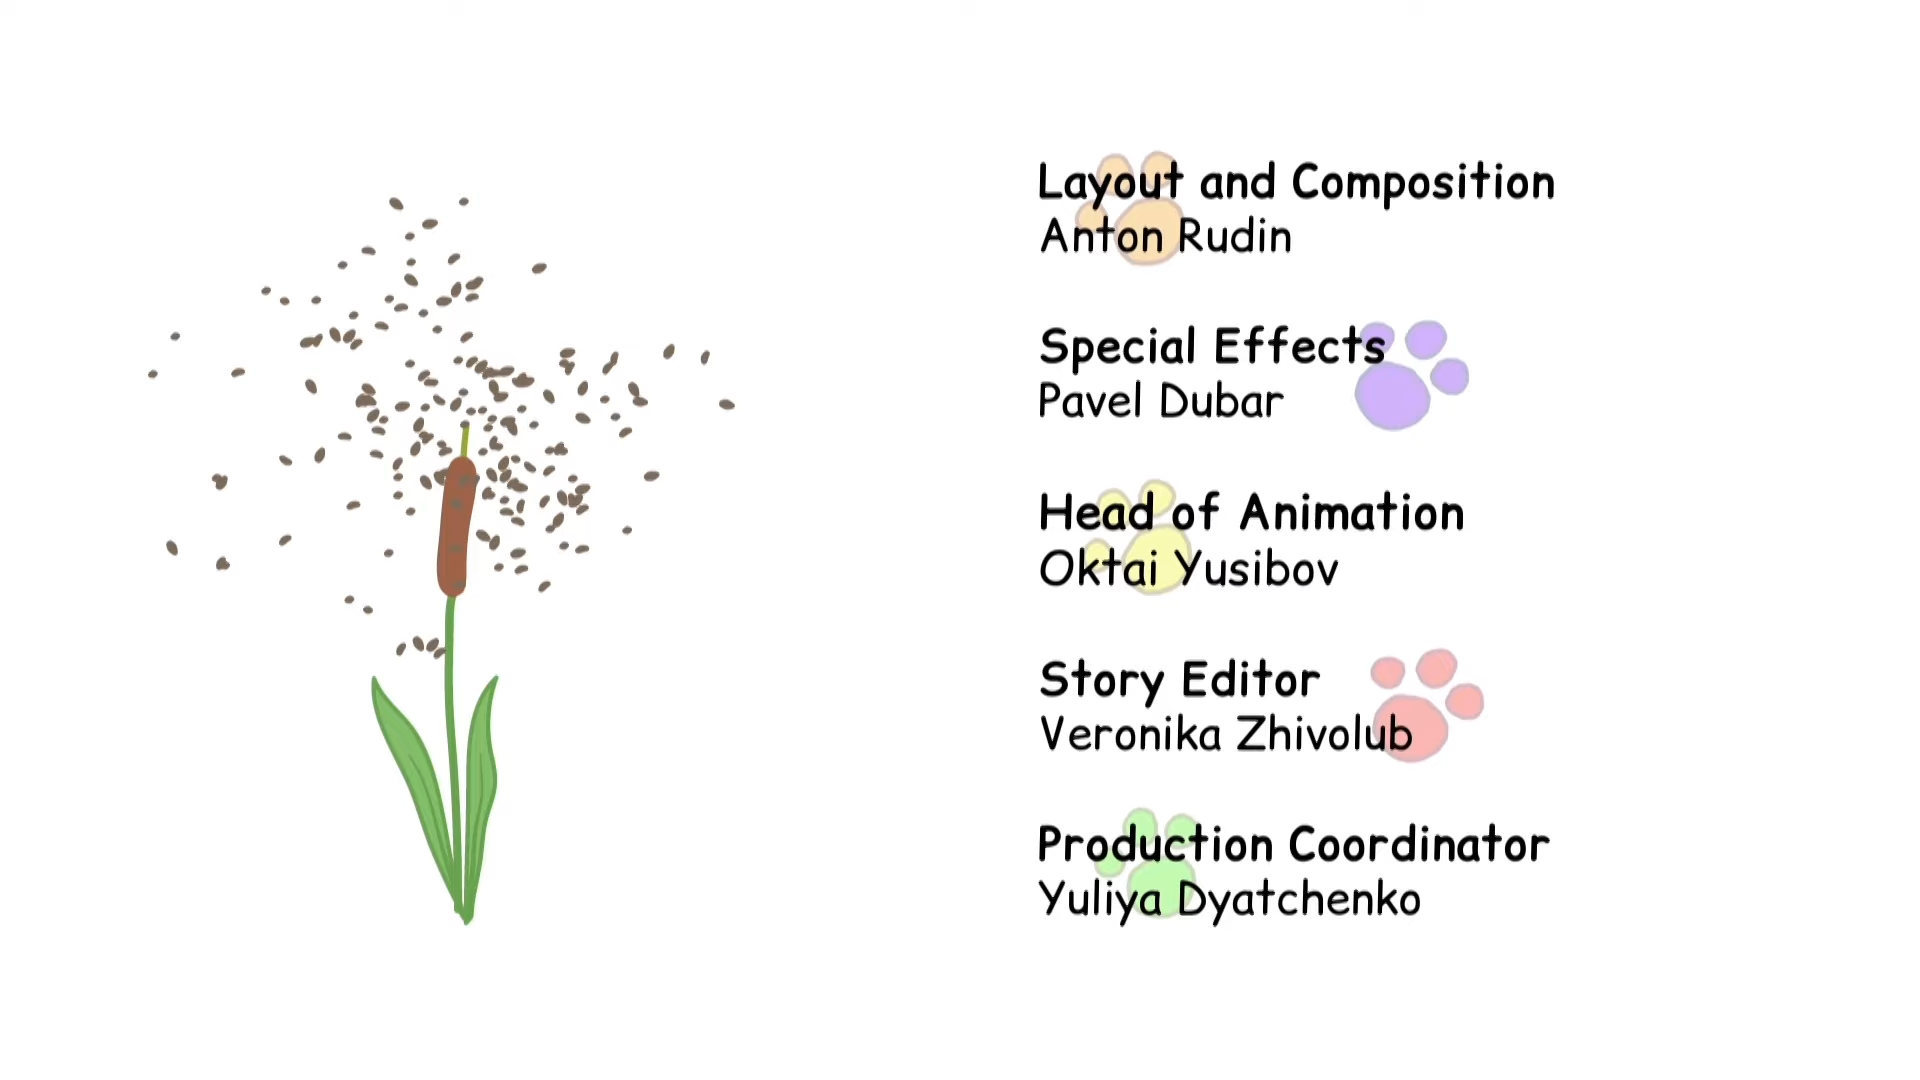 Layout and Composition
Anton Rudin
Special Effects
Pavel Dubar
Head of Animation
Oktai Yusibov
Story Editor
Veronika Zhivolub
Production Coordinator
Yuliya Dyatchenko